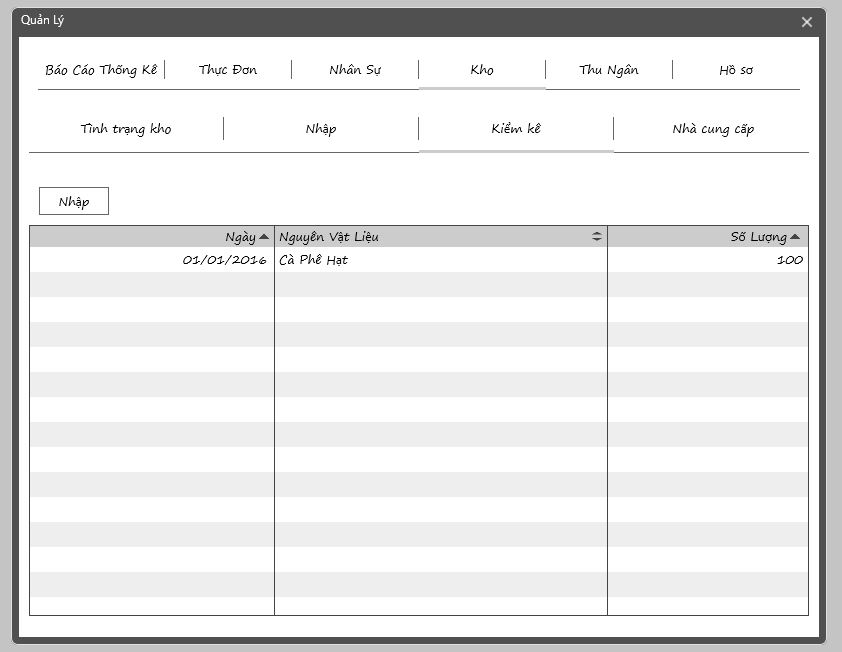 Quản Lý
Báo Cáo Thống Kê Thực Đơn Nhân Sự Kho Thu Ngân Hồ sơ
Tình trạng kho Nhập Kiểm kê Nhà cung cấp
Nhập
Ngày Nguyên Vật Liệu Số Lượng
01/01/2016 Cà Phê Hạt 100